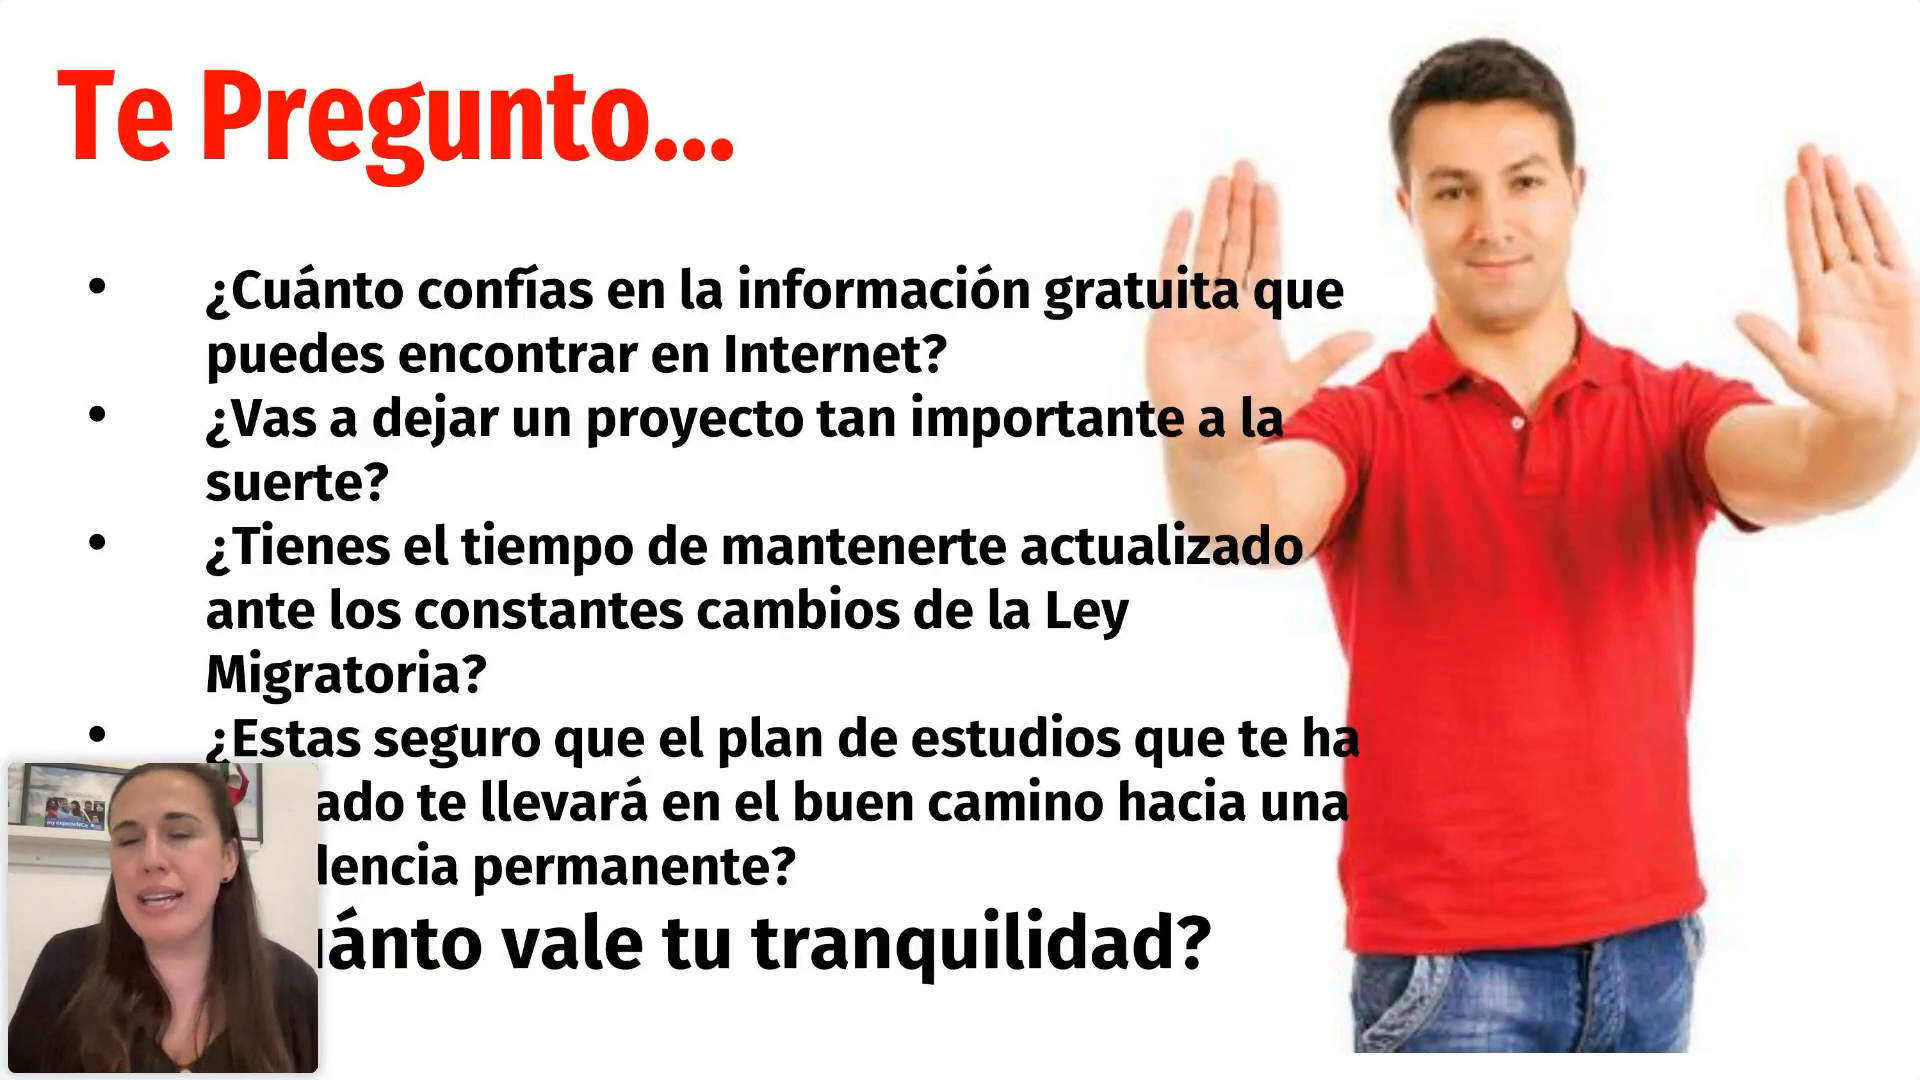 Te Pregunto...
• ¿Cuánto confías en la información gratuita que
puedes encontrar en Internet?
• ¿Vas a dejar un proyecto tan importante a la
suerte?
• ¿Tienes el tiempo de mantenerte actualizado
ante los constantes cambios de la Ley
Migratoria?
• ¿Estas seguro que el plan de estudios que te ha
te llevará en el buen camino hacia una
permanente?
vale tu tranquilidad?